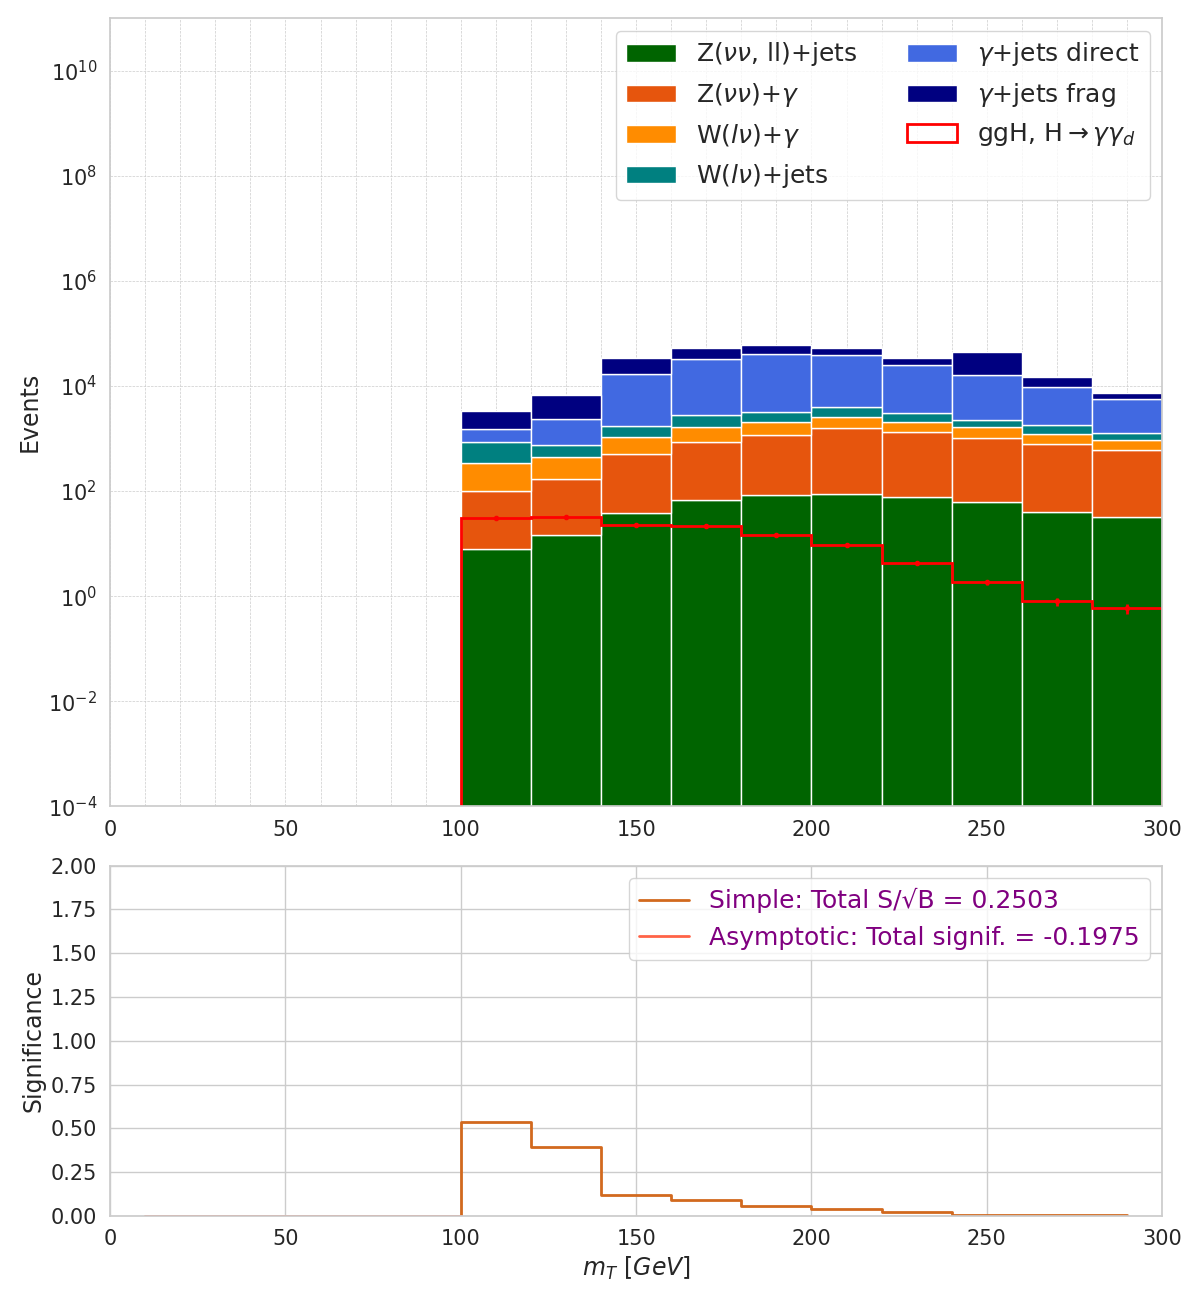 Z(νν, ll)+jets
Z(νν)+γ
W(lν)+γ
W(lν)+jets
γ+jets direct
γ+jets frag
ggH, H→γγ_d
Events
10^10
10^8
10^6
10^4
10^2
10^0
10^−2
10^−4
0 50 100 150 200 250 300
Simple: Total S/√B = 0.2503
Asymptotic: Total signif. = -0.1975
Significance
2.00
1.75
1.50
1.25
1.00
0.75
0.50
0.25
0.00
0 50 100 150 200 250 300
m_T [GeV]